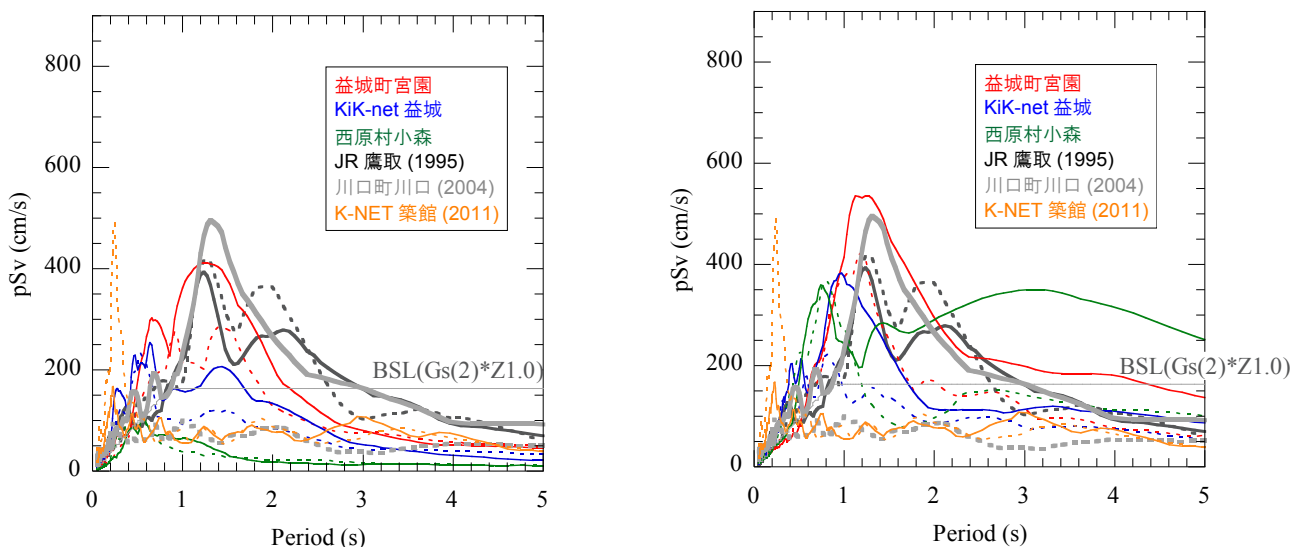 800
600
400
200
0
pSv (cm/s)
益城町宮園
KiK-net 益城
西原村小森
JR 鷹取 (1995)
川口町川口 (2004)
K-NET 築館 (2011)
BSL(Gs(2)*Z1.0)
0 1 2 3 4 5
Period (s)
800
600
400
200
0
pSv (cm/s)
益城町宮園
KiK-net 益城
西原村小森
JR 鷹取 (1995)
川口町川口 (2004)
K-NET 築館 (2011)
BSL(Gs(2)*Z1.0)
0 1 2 3 4 5
Period (s)